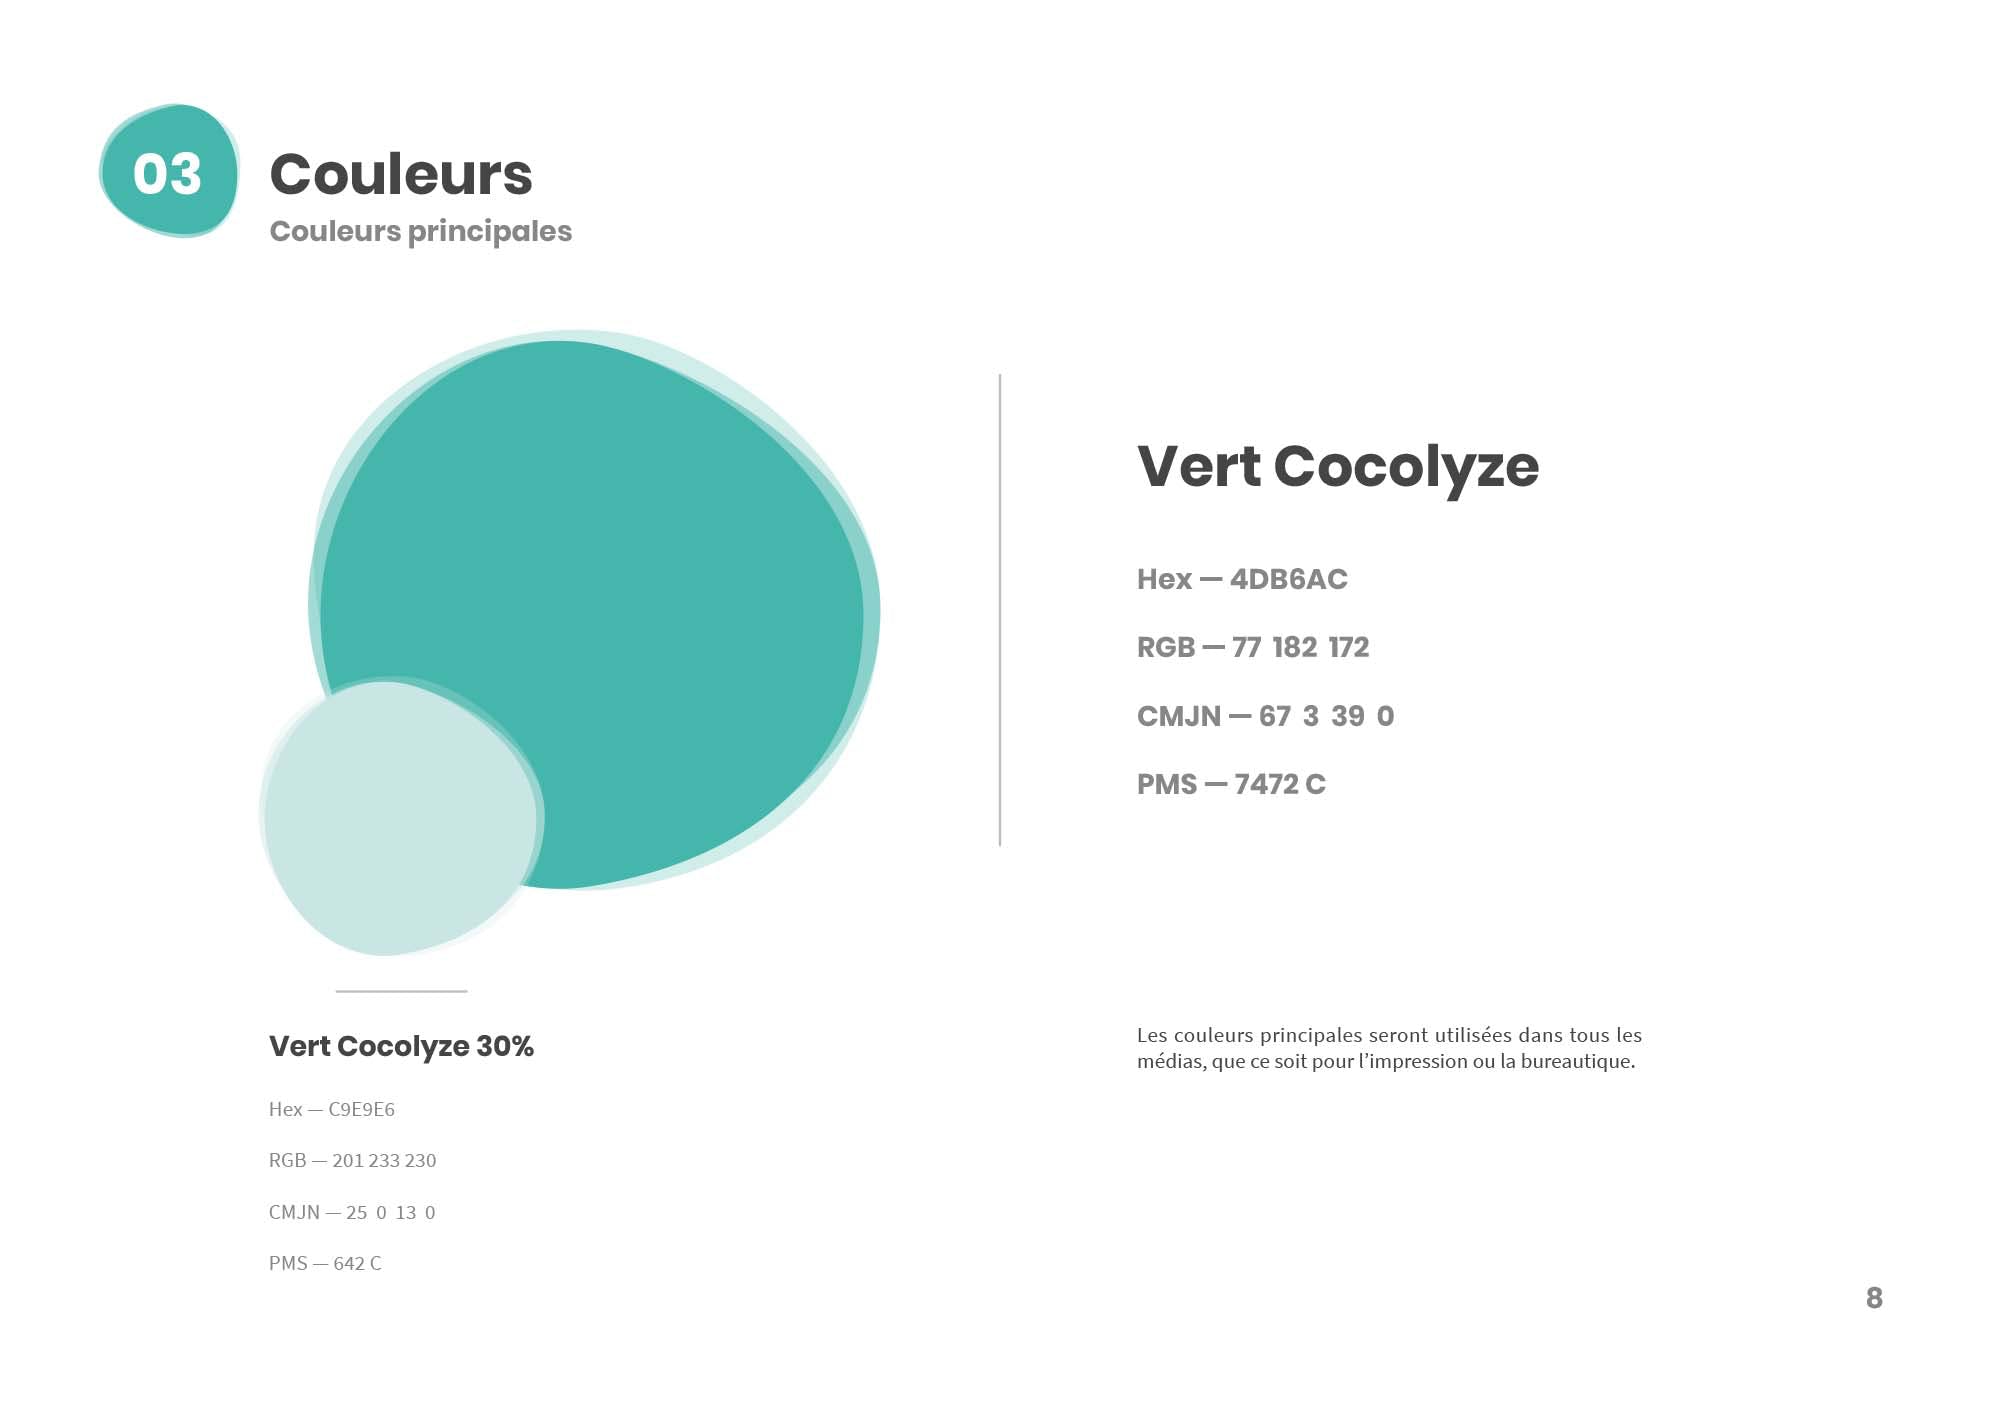 03
Couleurs
Couleurs principales
Vert Cocolyze
Hex — 4DB6AC
RGB — 77 182 172
CMJN — 67 3 39 0
PMS — 7472 C
Vert Cocolyze 30%
Hex — C9E9E6
RGB — 201 233 230
CMJN — 25 0 13 0
PMS — 642 C
Les couleurs principales seront utilisées dans tous les
médias, que ce soit pour l’impression ou la bureautique.
8